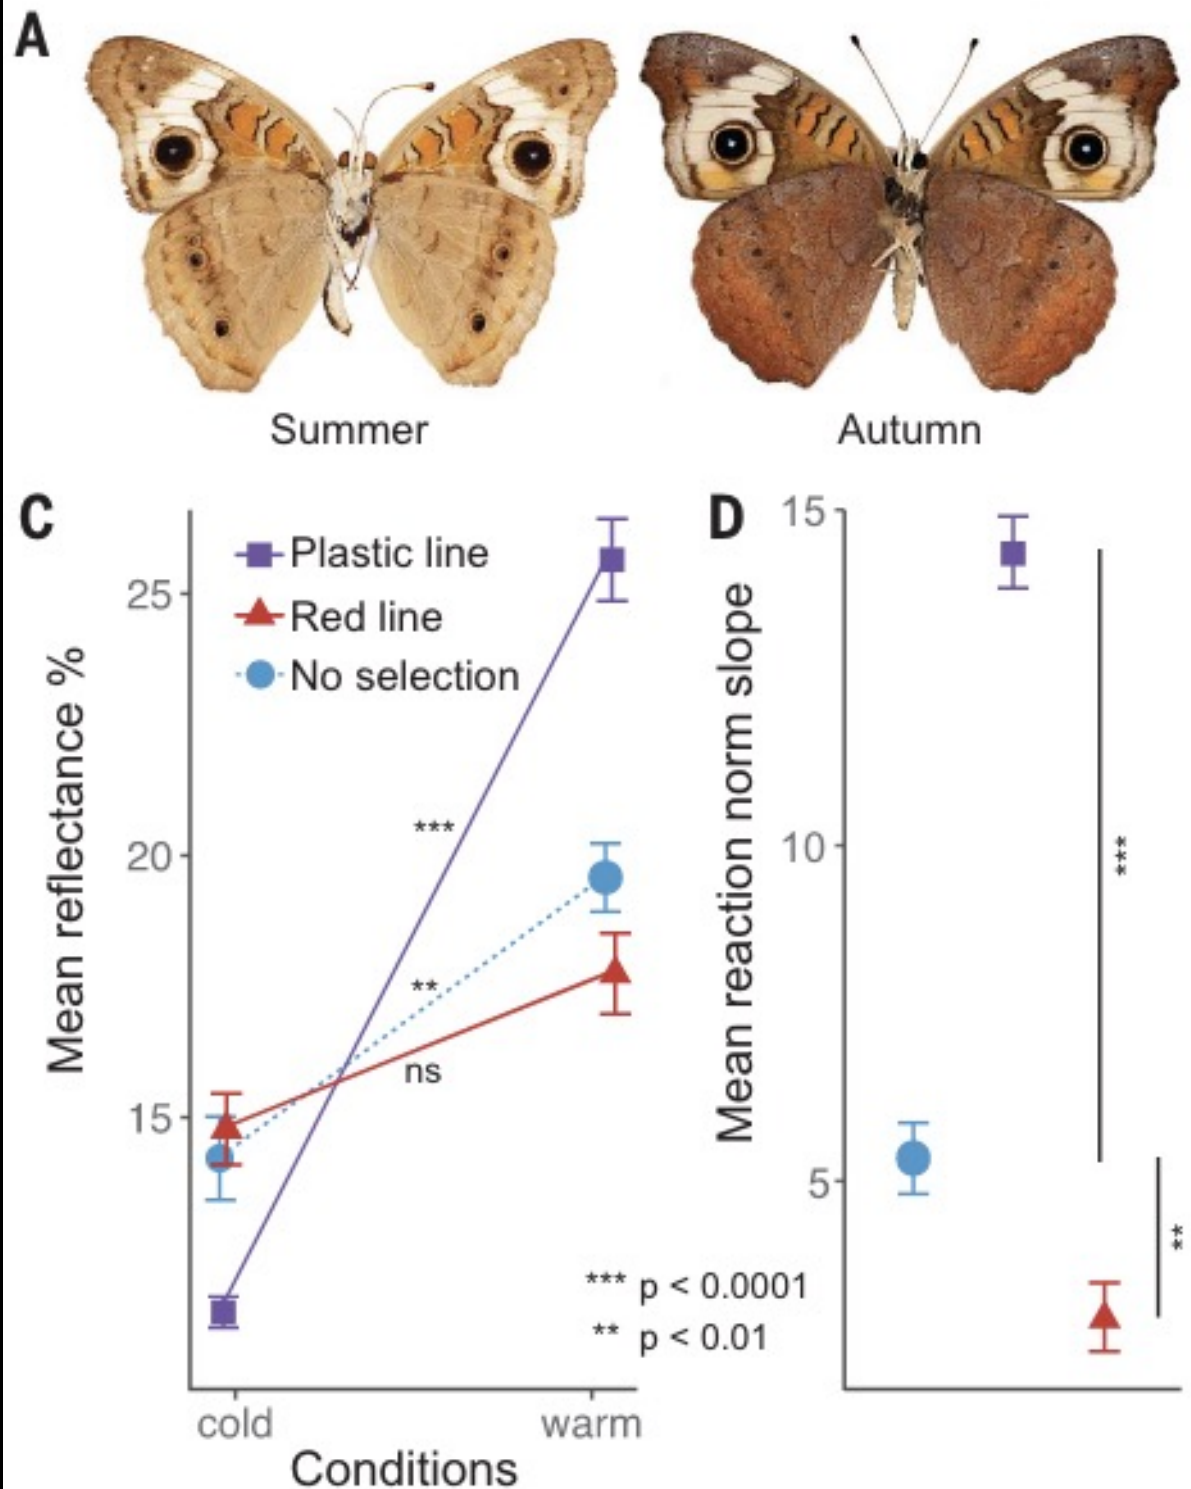 A
Summer
Autumn
C
Plastic line
Red line
No selection
Mean reflectance %
25
20
15
***
**
ns
*** p < 0.0001
** p < 0.01
cold
warm
Conditions
D
Mean reaction norm slope
15
10
5
***
**